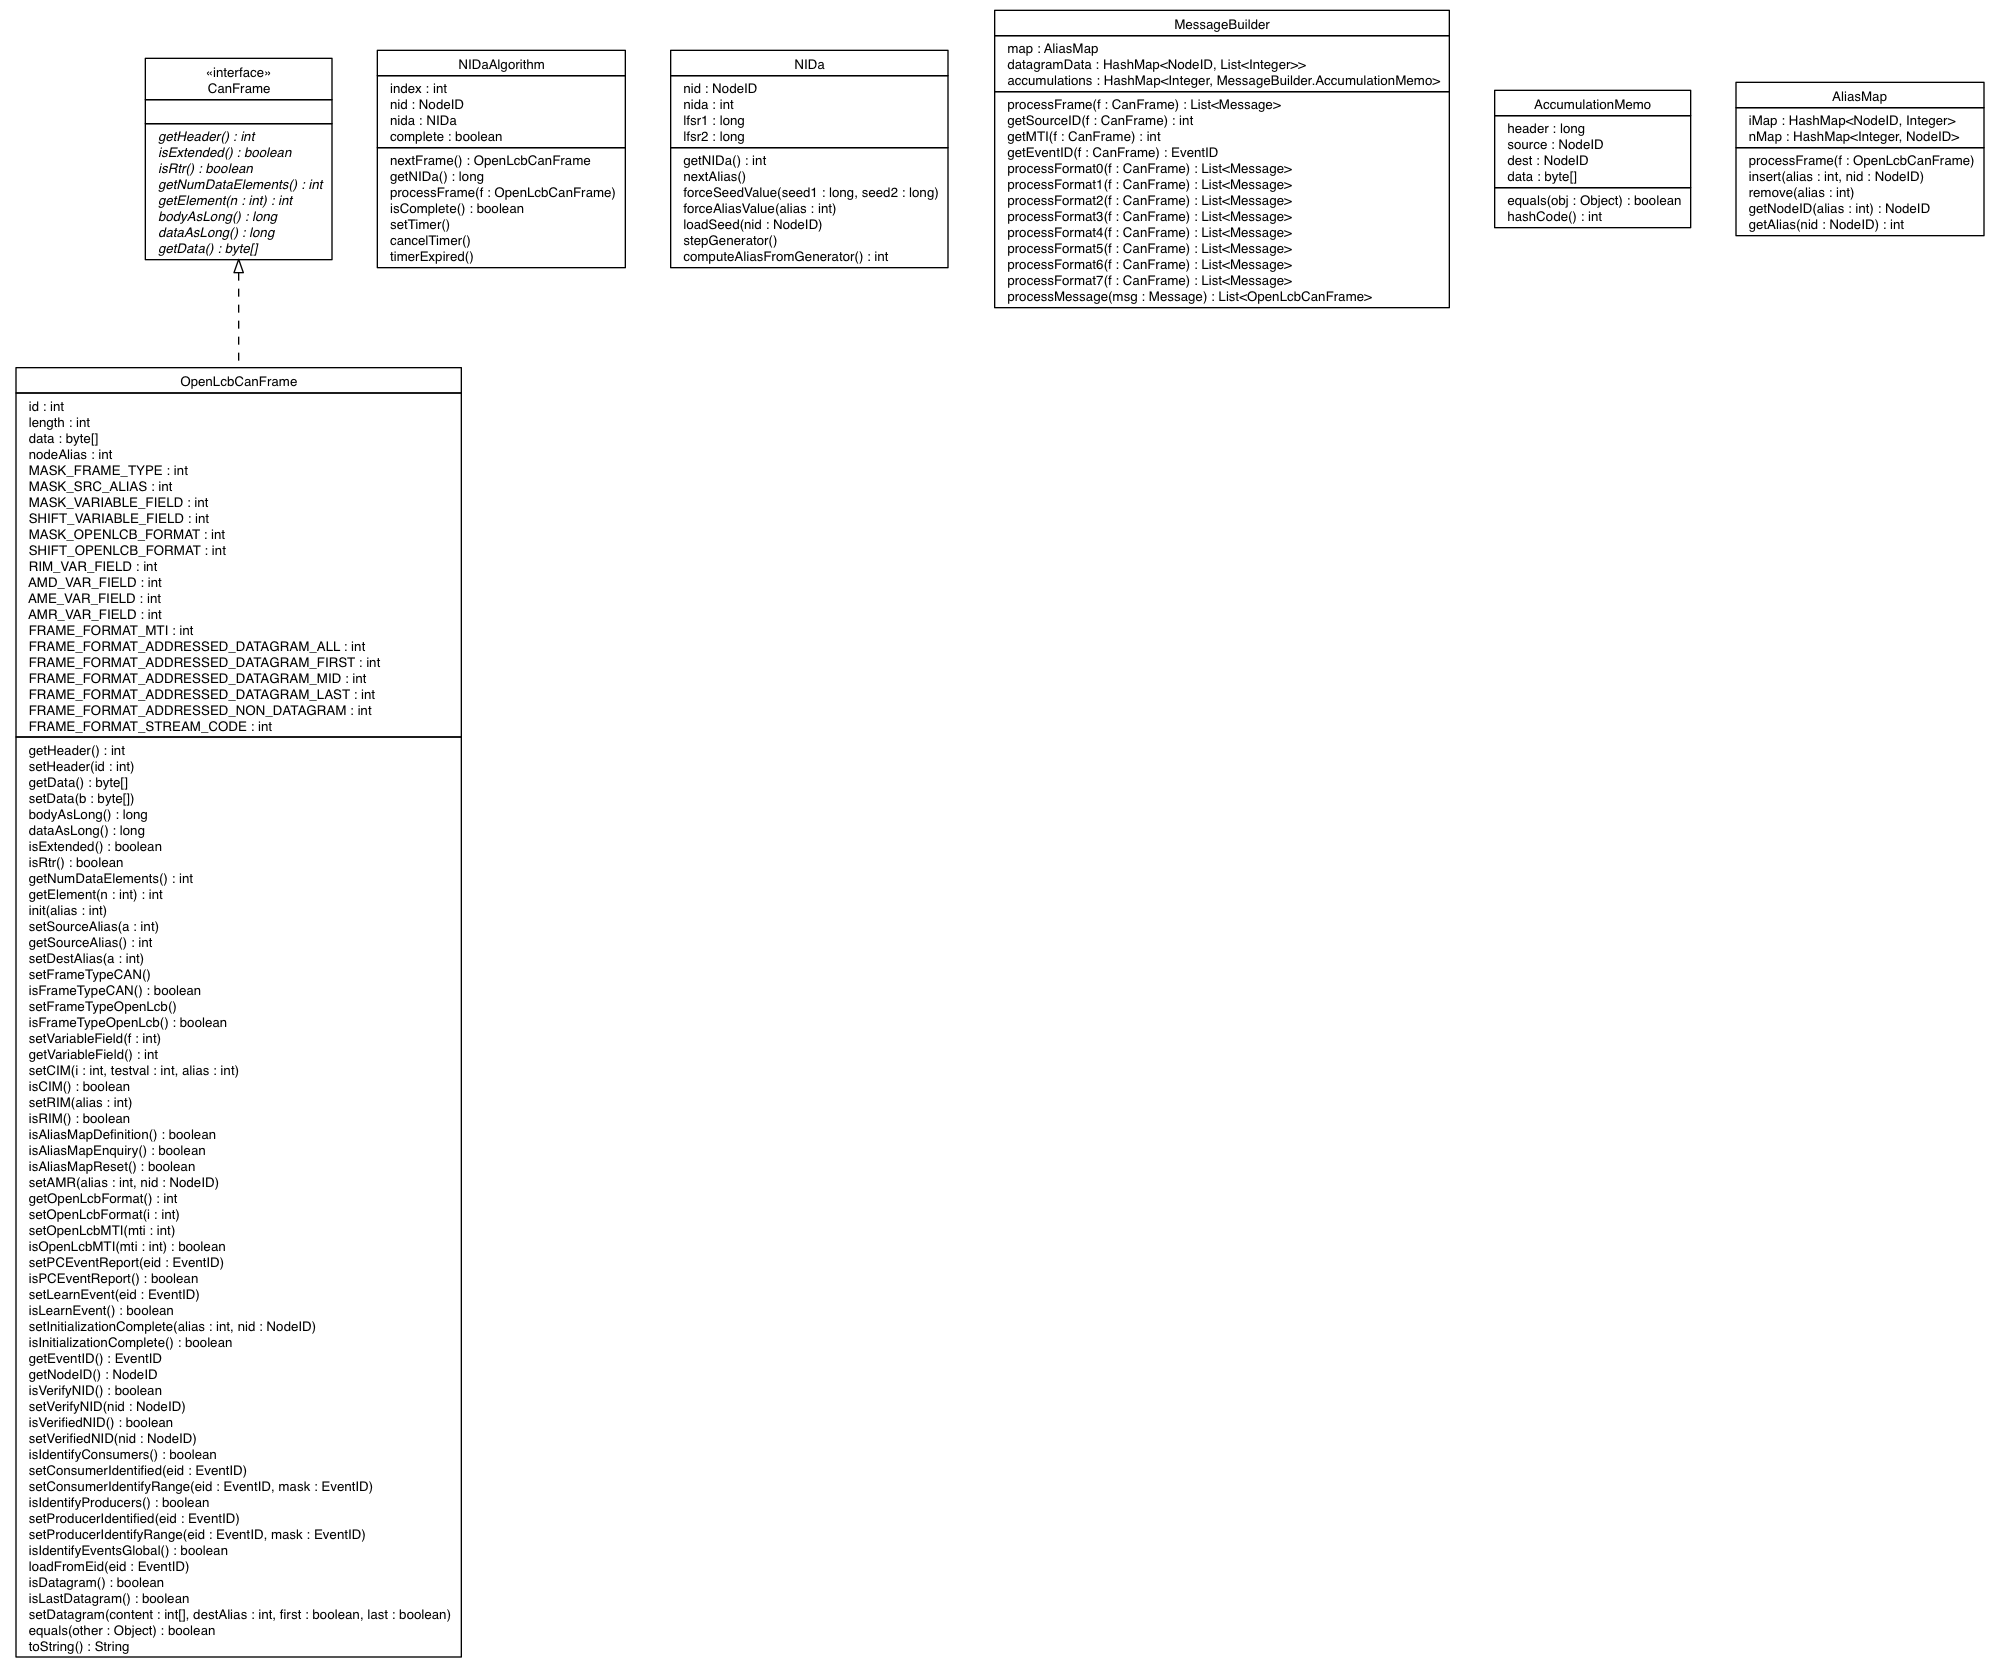 «interface»
CanFrame
getHeader() : int
isExtended() : boolean
isRtr() : boolean
getNumDataElements() : int
getElement(n : int) : int
bodyAsLong() : long
dataAsLong() : long
getData() : byte[]
NIDaAlgorithm
index : int
nid : NodeID
nida : NIDa
complete : boolean
nextFrame() : OpenLcbCanFrame
getNIDa() : long
processFrame(f : OpenLcbCanFrame)
isComplete() : boolean
setTimer()
cancelTimer()
timerExpired()
NIDa
nid : NodeID
nida : int
lfsr1 : long
lfsr2 : long
getNIDa() : int
nextAlias()
forceSeedValue(seed1 : long, seed2 : long)
forceAliasValue(alias : int)
loadSeed(nid : NodeID)
stepGenerator()
computeAliasFromGenerator() : int
MessageBuilder
map : AliasMap
datagramData : HashMap<NodeID, List<Integer>>
accumulations : HashMap<Integer, MessageBuilder.AccumulationMemo>
processFrame(f : CanFrame) : List<Message>
getSourceID(f : CanFrame) : int
getMTI(f : CanFrame) : int
getEventID(f : CanFrame) : EventID
processFormat0(f : CanFrame) : List<Message>
processFormat1(f : CanFrame) : List<Message>
processFormat2(f : CanFrame) : List<Message>
processFormat3(f : CanFrame) : List<Message>
processFormat4(f : CanFrame) : List<Message>
processFormat5(f : CanFrame) : List<Message>
processFormat6(f : CanFrame) : List<Message>
processFormat7(f : CanFrame) : List<Message>
processMessage(msg : Message) : List<OpenLcbCanFrame>
AccumulationMemo
header : long
source : NodeID
dest : NodeID
data : byte[]
equals(obj : Object) : boolean
hashCode() : int
AliasMap
iMap : HashMap<NodeID, Integer>
nMap : HashMap<Integer, NodeID>
processFrame(f : OpenLcbCanFrame)
insert(alias : int, nid : NodeID)
remove(alias : int)
getNodeID(alias : int) : NodeID
getAlias(nid : NodeID) : int
OpenLcbCanFrame
id : int
length : int
data : byte[]
nodeAlias : int
MASK_FRAME_TYPE : int
MASK_SRC_ALIAS : int
MASK_VARIABLE_FIELD : int
SHIFT_VARIABLE_FIELD : int
MASK_OPENLCB_FORMAT : int
SHIFT_OPENLCB_FORMAT : int
RIM_VAR_FIELD : int
AMD_VAR_FIELD : int
AME_VAR_FIELD : int
AMR_VAR_FIELD : int
FRAME_FORMAT_MTI : int
FRAME_FORMAT_ADDRESSED_DATAGRAM_ALL : int
FRAME_FORMAT_ADDRESSED_DATAGRAM_FIRST : int
FRAME_FORMAT_ADDRESSED_DATAGRAM_MID : int
FRAME_FORMAT_ADDRESSED_DATAGRAM_LAST : int
FRAME_FORMAT_ADDRESSED_NON_DATAGRAM : int
FRAME_FORMAT_STREAM_CODE : int
getHeader() : int
setHeader(id : int)
getData() : byte[]
setData(b : byte[])
bodyAsLong() : long
dataAsLong() : long
isExtended() : boolean
isRtr() : boolean
getNumDataElements() : int
getElement(n : int) : int
init(alias : int)
setSourceAlias(a : int)
getSourceAlias() : int
setDestAlias(a : int)
setFrameTypeCAN()
isFrameTypeCAN() : boolean
setFrameTypeOpenLcb()
isFrameTypeOpenLcb() : boolean
setVariableField(f : int)
getVariableField() : int
setCIM(i : int, testval : int, alias : int)
isCIM() : boolean
setRIM(alias : int)
isRIM() : boolean
isAliasMapDefinition() : boolean
isAliasMapEnquiry() : boolean
isAliasMapReset() : boolean
setAMR(alias : int, nid : NodeID)
getOpenLcbFormat() : int
setOpenLcbFormat(i : int)
setOpenLcbMTI(mti : int)
isOpenLcbMTI(mti : int) : boolean
setPCEventReport(eid : EventID)
isPCEventReport() : boolean
setLearnEvent(eid : EventID)
isLearnEvent() : boolean
setInitializationComplete(alias : int, nid : NodeID)
isInitializationComplete() : boolean
getEventID() : EventID
getNodeID() : NodeID
isVerifyNID() : boolean
setVerifyNID(nid : NodeID)
isVerifiedNID() : boolean
setVerifiedNID(nid : NodeID)
isIdentifyConsumers() : boolean
setConsumerIdentified(eid : EventID)
setConsumerIdentifyRange(eid : EventID, mask : EventID)
isIdentifyProducers() : boolean
setProducerIdentified(eid : EventID)
setProducerIdentifyRange(eid : EventID, mask : EventID)
isIdentifyEventsGlobal() : boolean
loadFromEid(eid : EventID)
isDatagram() : boolean
isLastDatagram() : boolean
setDatagram(content : int[], destAlias : int, first : boolean, last : boolean)
equals(other : Object) : boolean
toString() : String